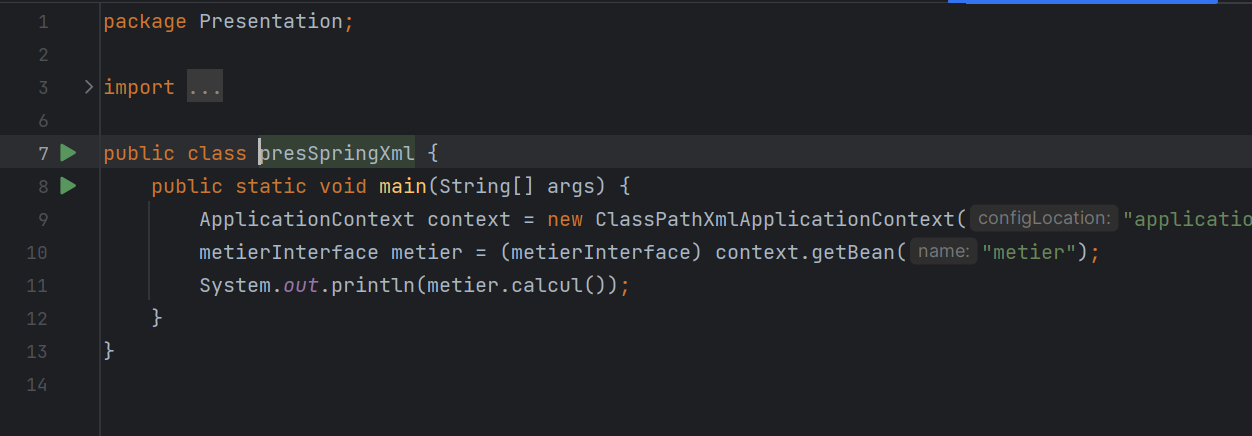 1 package Presentation;
2
3 import ...
6
7 public class presSpringXml {
8 public static void main(String[] args) {
9 ApplicationContext context = new ClassPathXmlApplicationContext( configLocation: "applicatio
10 metierInterface metier = (metierInterface) context.getBean( name: "metier");
11 System.out.println(metier.calcul());
12 }
13 }
14